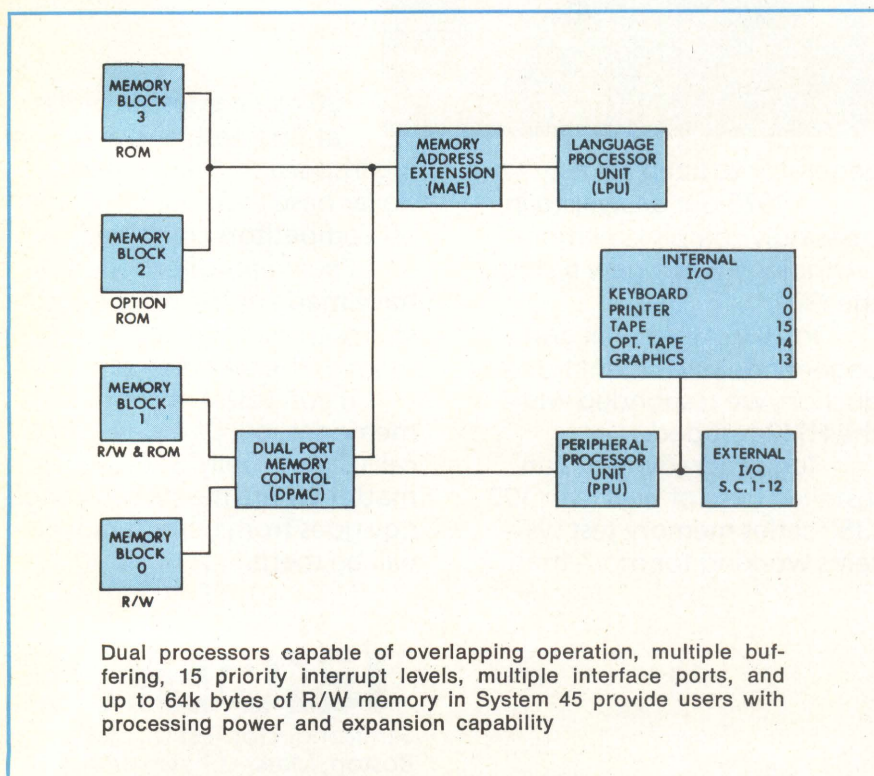 MEMORY
BLOCK
3
ROM
MEMORY
ADDRESS
EXTENSION
(MAE)
LANGUAGE
PROCESSOR
UNIT
(LPU)
MEMORY
BLOCK
2
OPTION
ROM
INTERNAL
I/O
KEYBOARD 0
PRINTER 0
TAPE 15
OPT. TAPE 14
GRAPHICS 13
MEMORY
BLOCK
1
R/W & ROM
DUAL PORT
MEMORY
CONTROL
(DPMC)
PERIPHERAL
PROCESSOR
UNIT
(PPU)
EXTERNAL
I/O
S.C. 1-12
MEMORY
BLOCK
0
R/W
Dual processors capable of overlapping operation, multiple buf-
fering, 15 priority interrupt levels, multiple interface ports, and
up to 64k bytes of R/W memory in System 45 provide users with
processing power and expansion capability